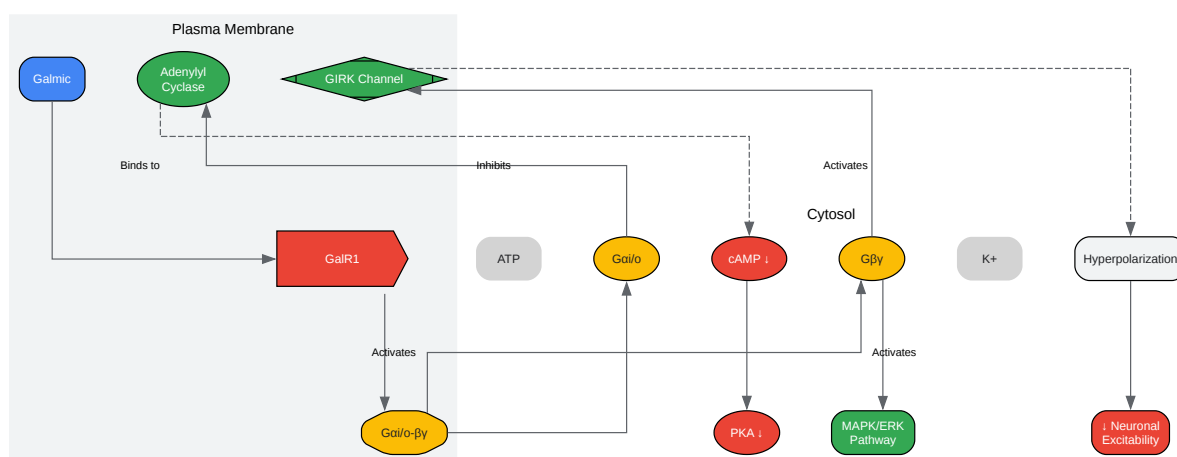 Plasma Membrane
Galmic
Adenylyl
Cyclase
GIRK Channel
Binds to
Inhibits
Activates
Cytosol
GalR1
ATP
Gαi/o
cAMP ↓
Gβγ
K+
Hyperpolarization
Activates
Activates
Gαi/o-βγ
PKA ↓
MAPK/ERK
Pathway
↓ Neuronal
Excitability